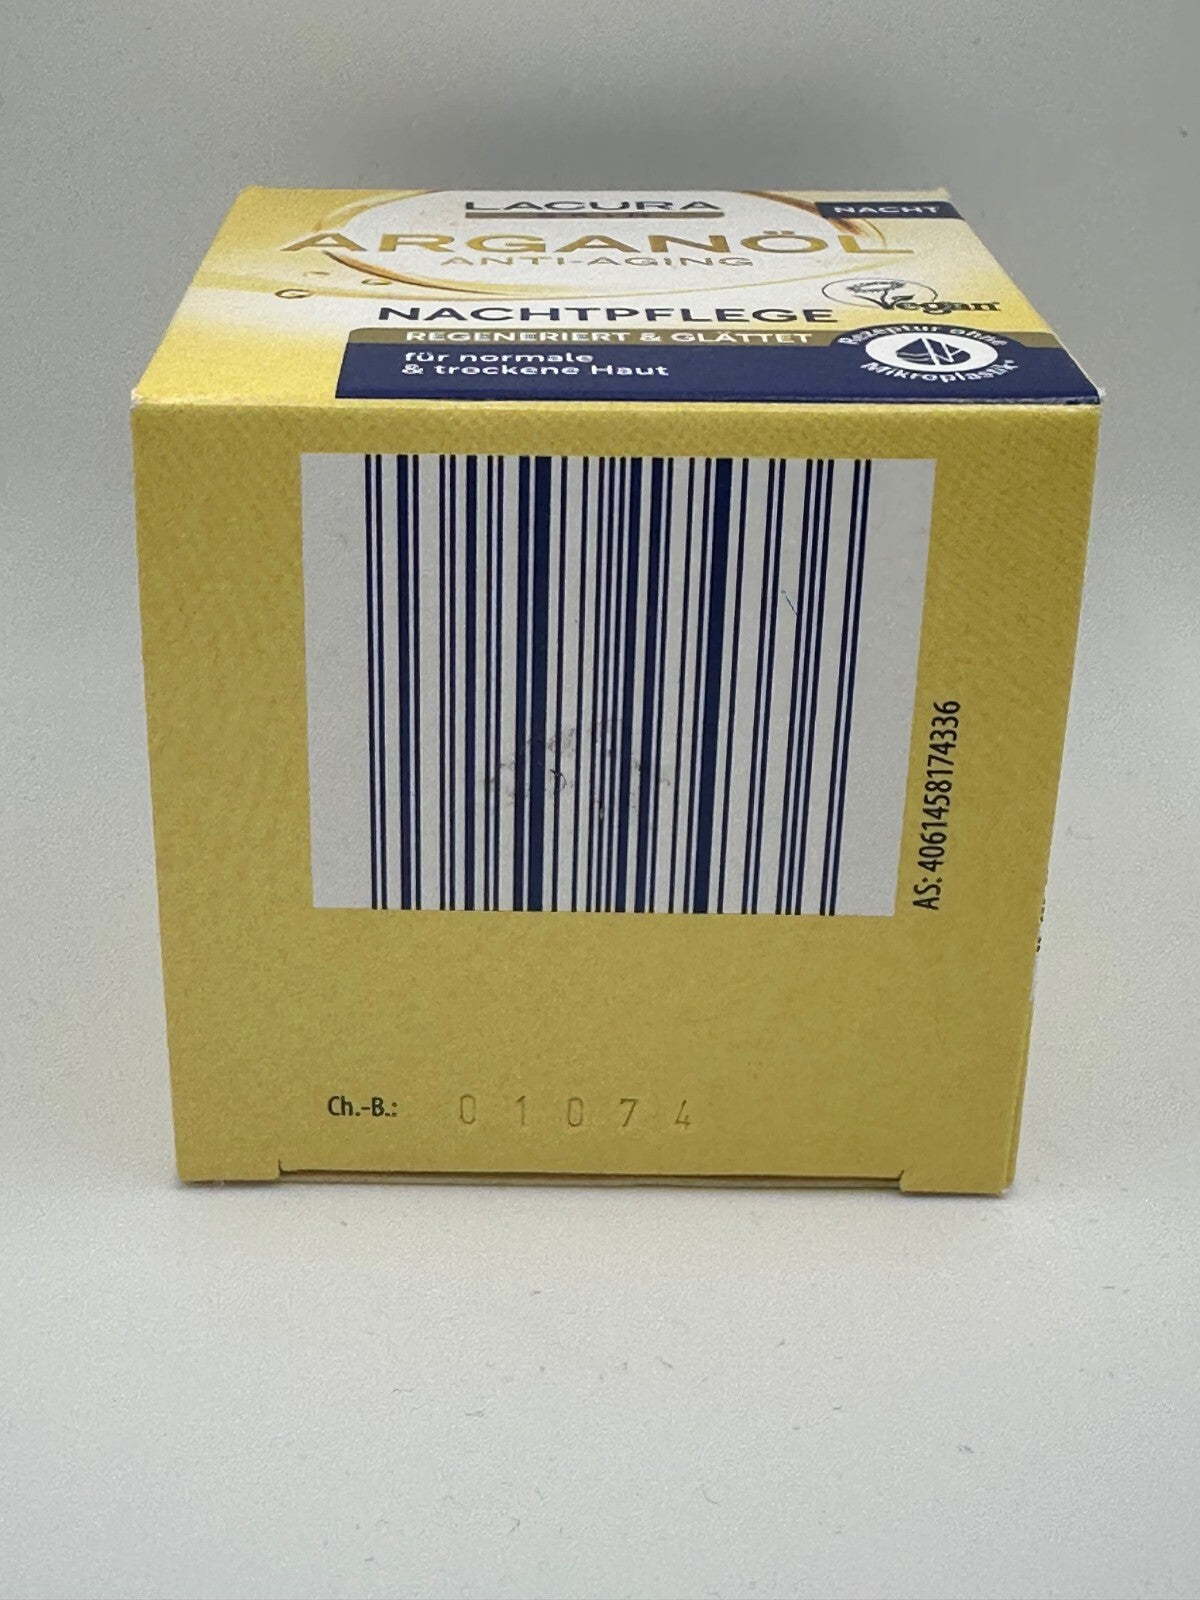 LACURA
NACHT
ARGANÖL
ANTI-AGING
NACHTPFLEGE
Vegan
REGENERIERT & GLÄTTET
für normale
& trockene Haut
Rezeptur ohne
Mikroplastik*
AS: 4061458174336
Ch.-B.: 01074